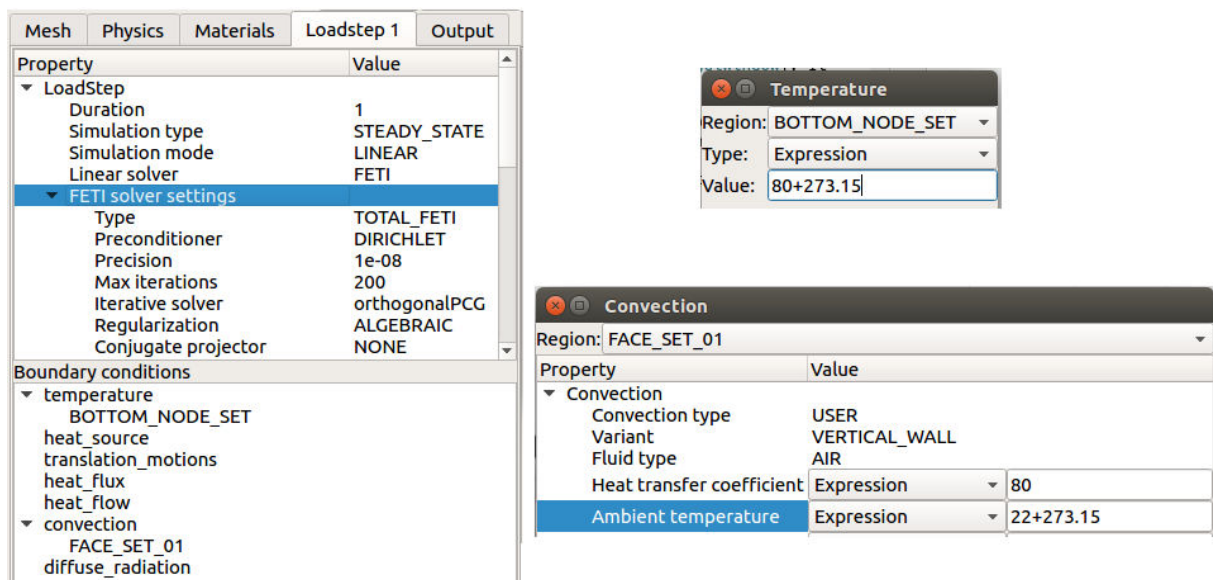 Mesh Physics Materials Loadstep 1 Output
Property Value
LoadStep
Duration 1
Simulation type STEADY_STATE
Simulation mode LINEAR
Linear solver FETI
FETI solver settings
Type TOTAL_FETI
Preconditioner DIRICHLET
Precision 1e-08
Max iterations 200
Iterative solver orthogonalPCG
Regularization ALGEBRAIC
Conjugate projector NONE
Boundary conditions
temperature
BOTTOM_NODE_SET
heat_source
translation_motions
heat_flux
heat_flow
convection
FACE_SET_01
diffuse_radiation
Temperature
Region: BOTTOM_NODE_SET
Type: Expression
Value: 80+273.15
Convection
Region: FACE_SET_01
Property Value
Convection
Convection type USER
Variant VERTICAL_WALL
Fluid type AIR
Heat transfer coefficient Expression 80
Ambient temperature Expression 22+273.15